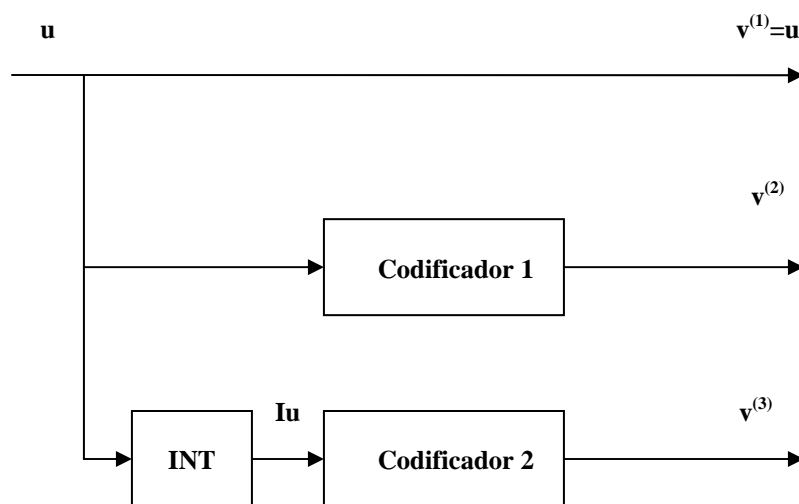 u
v⁽¹⁾=u
v⁽²⁾
Codificador 1
Iu
v⁽³⁾
INT
Codificador 2